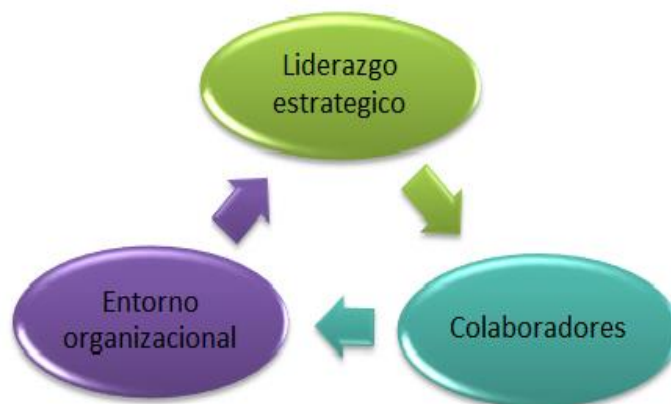 Liderazgo
estrategico
Entorno
organizacional
Colaboradores